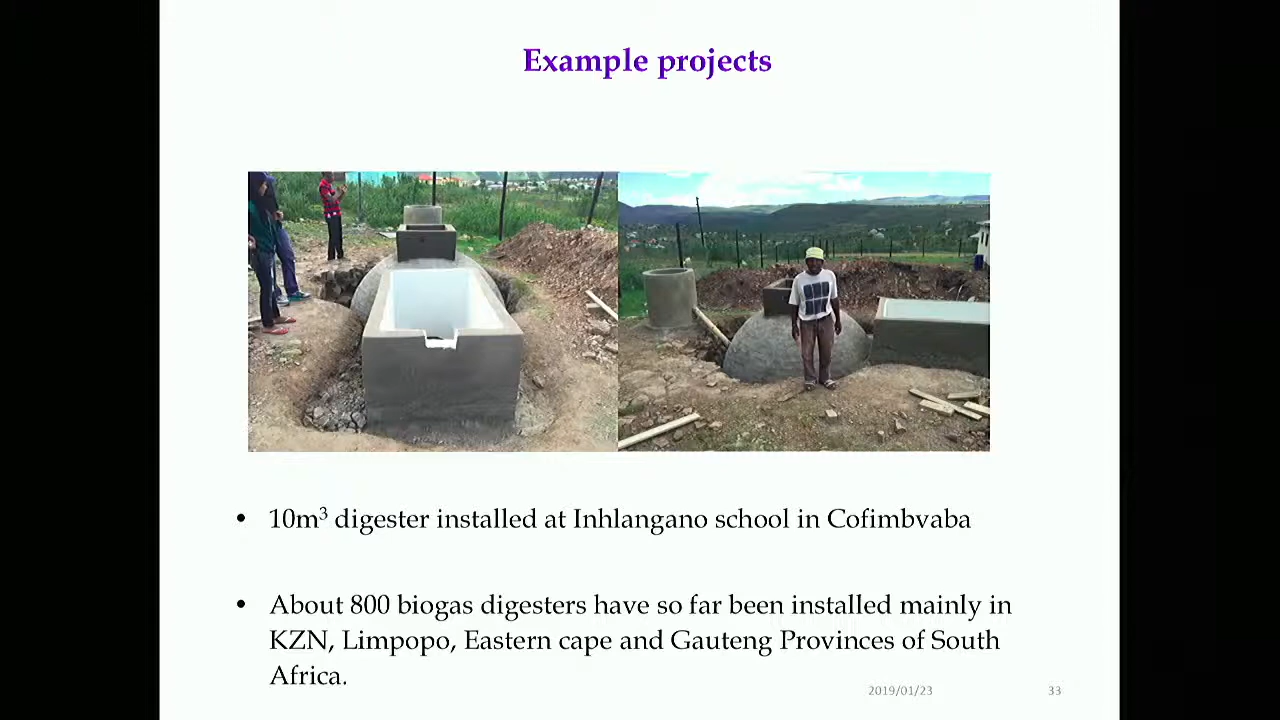 Example projects
• 10m³ digester installed at Inhlangano school in Cofimbvaba
• About 800 biogas digesters have so far been installed mainly in
KZN, Limpopo, Eastern cape and Gauteng Provinces of South
Africa.
2019/01/23
33